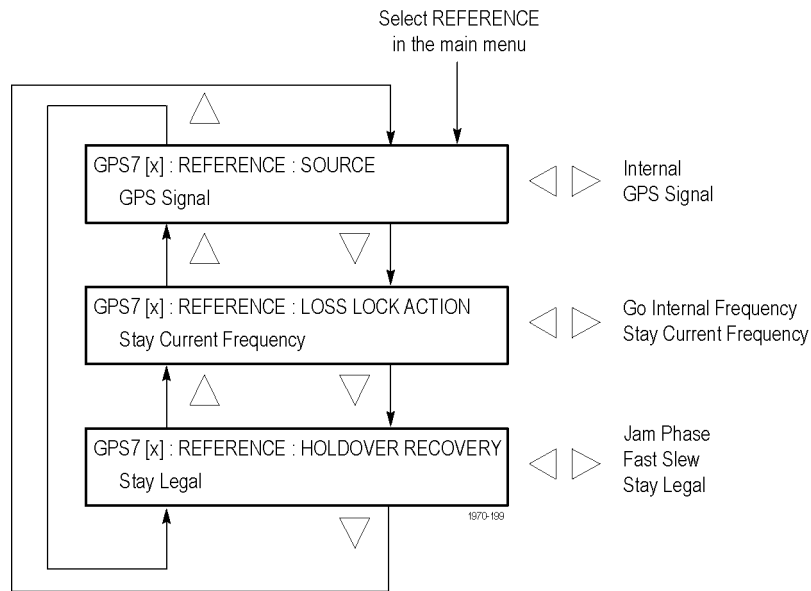 Select REFERENCE
in the main menu
GPS7 [x] : REFERENCE : SOURCE
GPS Signal
Internal
GPS Signal
GPS7 [x] : REFERENCE : LOSS LOCK ACTION
Stay Current Frequency
Go Internal Frequency
Stay Current Frequency
GPS7 [x] : REFERENCE : HOLDOVER RECOVERY
Stay Legal
Jam Phase
Fast Slew
Stay Legal
1970-199